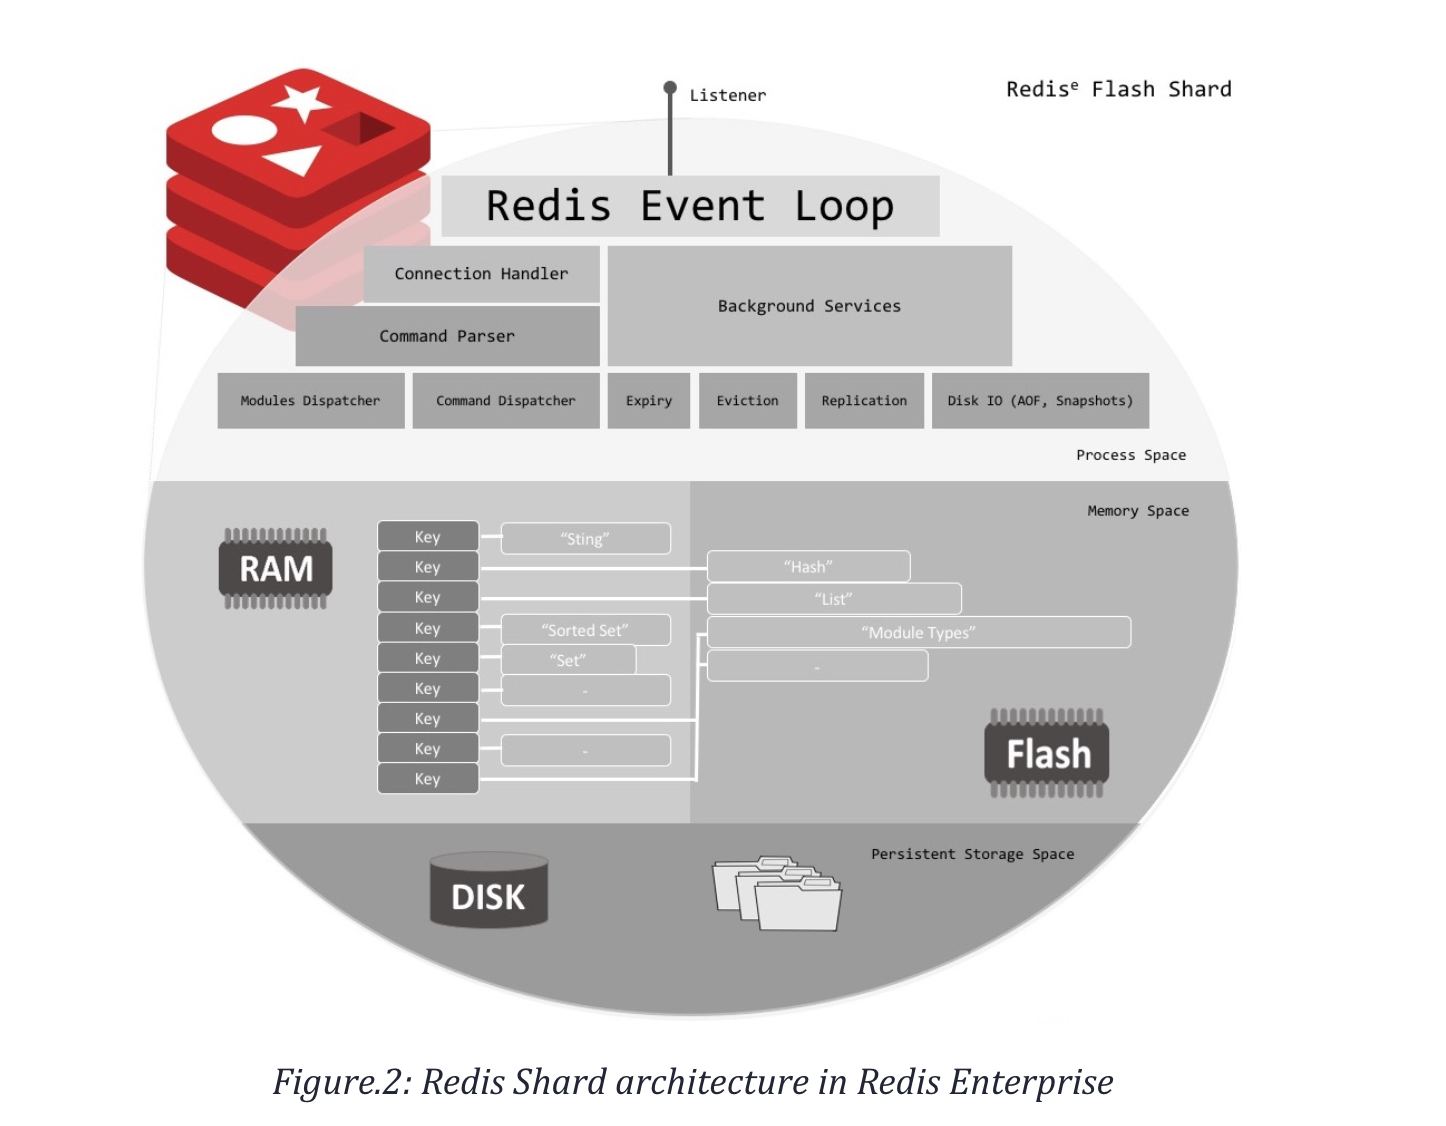 Listener
Redisᵉ Flash Shard
Redis Event Loop
Connection Handler
Background Services
Command Parser
Modules Dispatcher
Command Dispatcher
Expiry
Eviction
Replication
Disk IO (AOF, Snapshots)
Process Space
Memory Space
RAM
Key
“Sting”
Key
“Hash”
Key
“List”
Key
“Sorted Set”
“Module Types”
Key
“Set”
-
Key
-
Key
Key
-
Key
Flash
Persistent Storage Space
DISK
Figure.2: Redis Shard architecture in Redis Enterprise